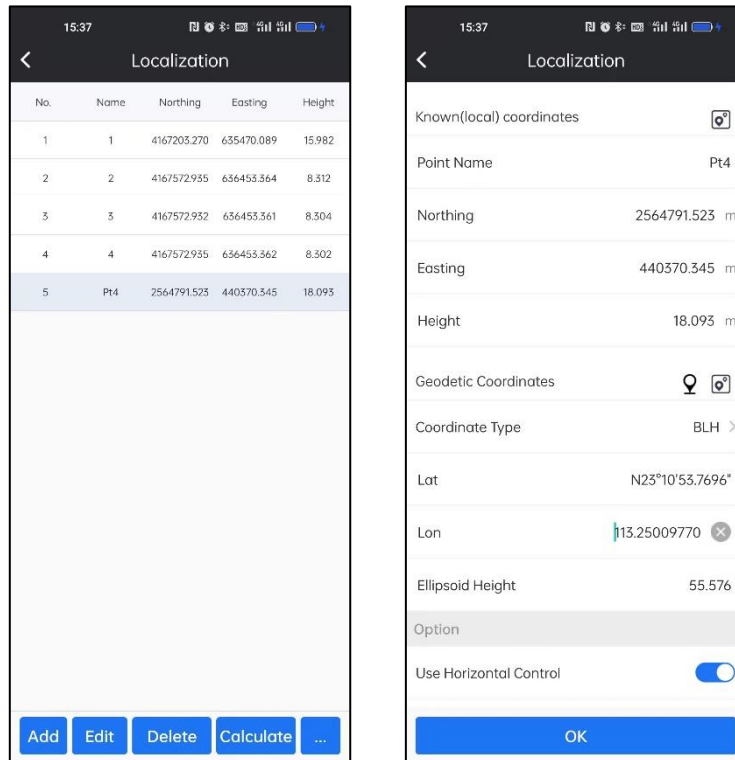 15:37
Localization
No. Name Northing Easting Height
1 1 4167203.270 635470.089 15.982
2 2 4167572.935 636453.364 8.312
3 3 4167572.932 636453.361 8.304
4 4 4167572.935 636453.362 8.302
5 Pt4 2564791.523 440370.345 18.093
Add Edit Delete Calculate ...
15:37
Localization
Known(local) coordinates
Point Name Pt4
Northing 2564791.523 m
Easting 440370.345 m
Height 18.093 m
Geodetic Coordinates
Coordinate Type BLH
Lat N23°10'53.7696"
Lon 113.25009770
Ellipsoid Height 55.576
Option
Use Horizontal Control
OK